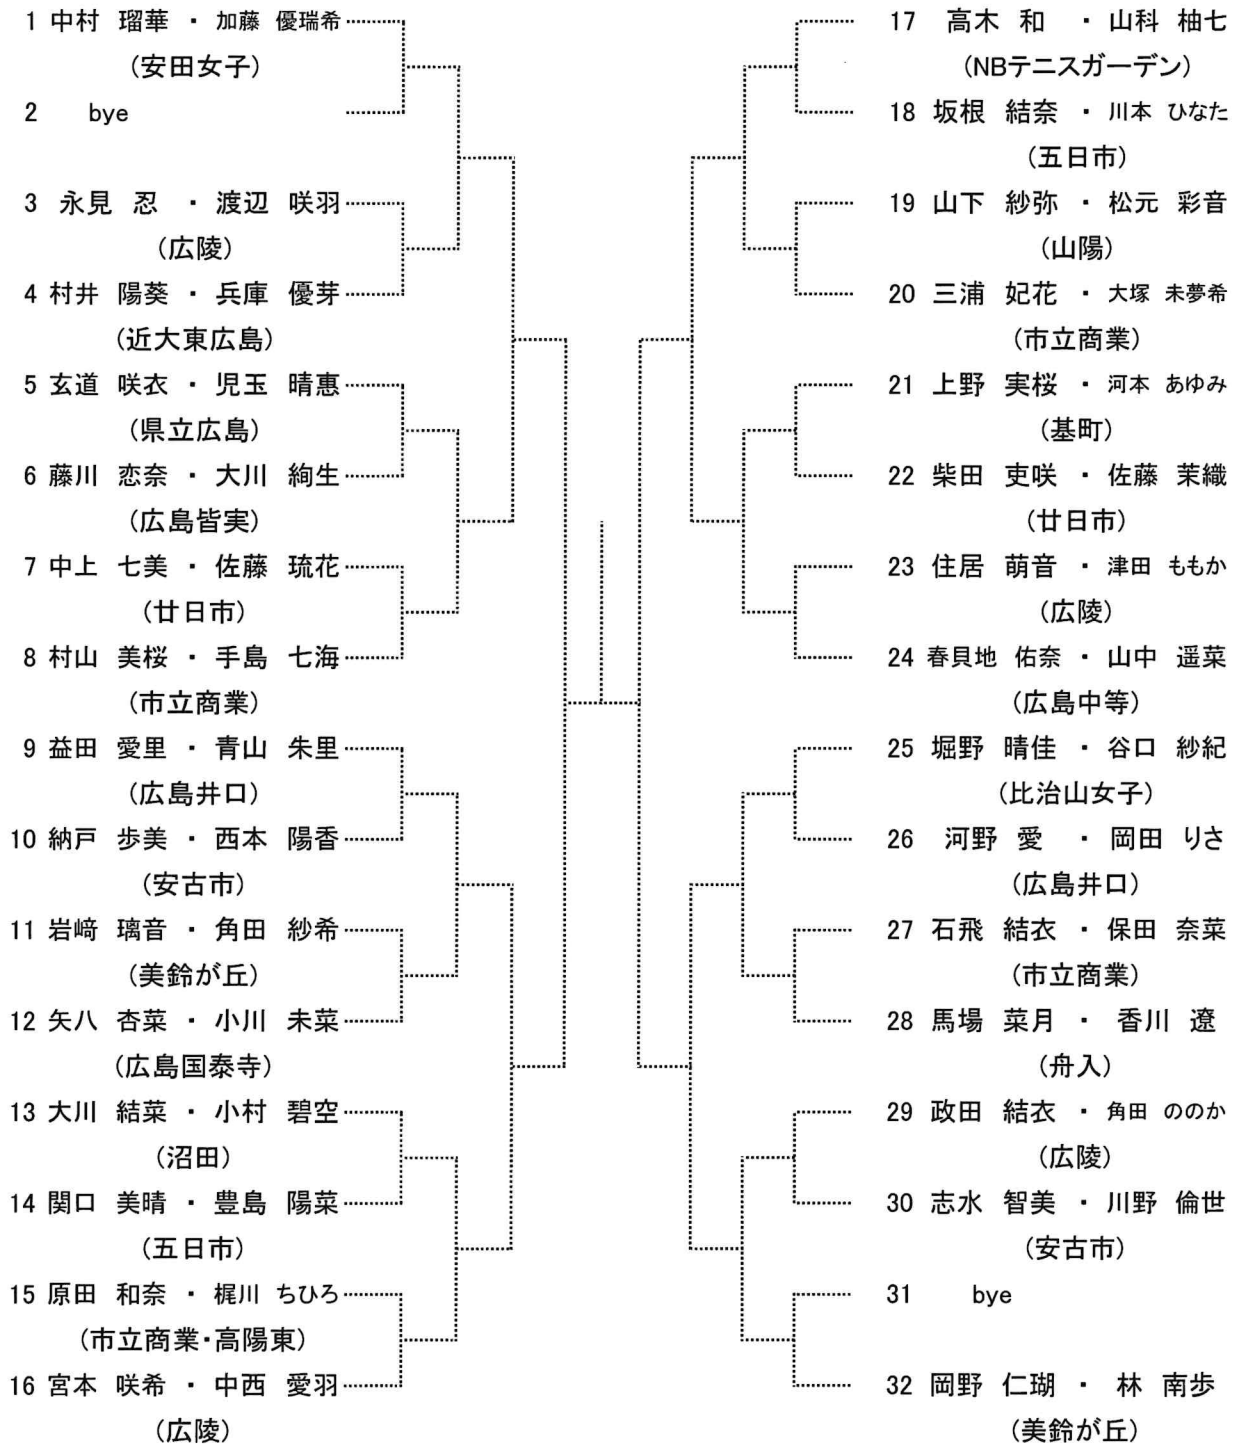 1 中村 瑠華 ・ 加藤 優瑞希
(安田女子)
2 bye
3 永見 忍 ・ 渡辺 咲羽
(広陵)
4 村井 陽葵 ・ 兵庫 優芽
(近大東広島)
5 玄道 咲衣 ・ 児玉 晴惠
(県立広島)
6 藤川 恋奈 ・ 大川 絢生
(広島皆実)
7 中上 七美 ・ 佐藤 琉花
(廿日市)
8 村山 美桜 ・ 手島 七海
(市立商業)
9 益田 愛里 ・ 青山 朱里
(広島井口)
10 納戸 歩美 ・ 西本 陽香
(安古市)
11 岩﨑 璃音 ・ 角田 紗希
(美鈴が丘)
12 矢八 杏菜 ・ 小川 未菜
(広島国泰寺)
13 大川 結菜 ・ 小村 碧空
(沼田)
14 関口 美晴 ・ 豊島 陽菜
(五日市)
15 原田 和奈 ・ 梶川 ちひろ
(市立商業・高陽東)
16 宮本 咲希 ・ 中西 愛羽
(広陵)
17 高木 和 ・ 山科 柚七
(NBテニスガーデン)
18 坂根 結奈 ・ 川本 ひなた
(五日市)
19 山下 紗弥 ・ 松元 彩音
(山陽)
20 三浦 妃花 ・ 大塚 未夢希
(市立商業)
21 上野 実桜 ・ 河本 あゆみ
(基町)
22 柴田 吏咲 ・ 佐藤 茉織
(廿日市)
23 住居 萌音 ・ 津田 ももか
(広陵)
24 春貝地 佑奈 ・ 山中 遥菜
(広島中等)
25 堀野 晴佳 ・ 谷口 紗紀
(比治山女子)
26 河野 愛 ・ 岡田 りさ
(広島井口)
27 石飛 結衣 ・ 保田 奈菜
(市立商業)
28 馬場 菜月 ・ 香川 遼
(舟入)
29 政田 結衣 ・ 角田 ののか
(広陵)
30 志水 智美 ・ 川野 倫世
(安古市)
31 bye
32 岡野 仁瑚 ・ 林 南歩
(美鈴が丘)